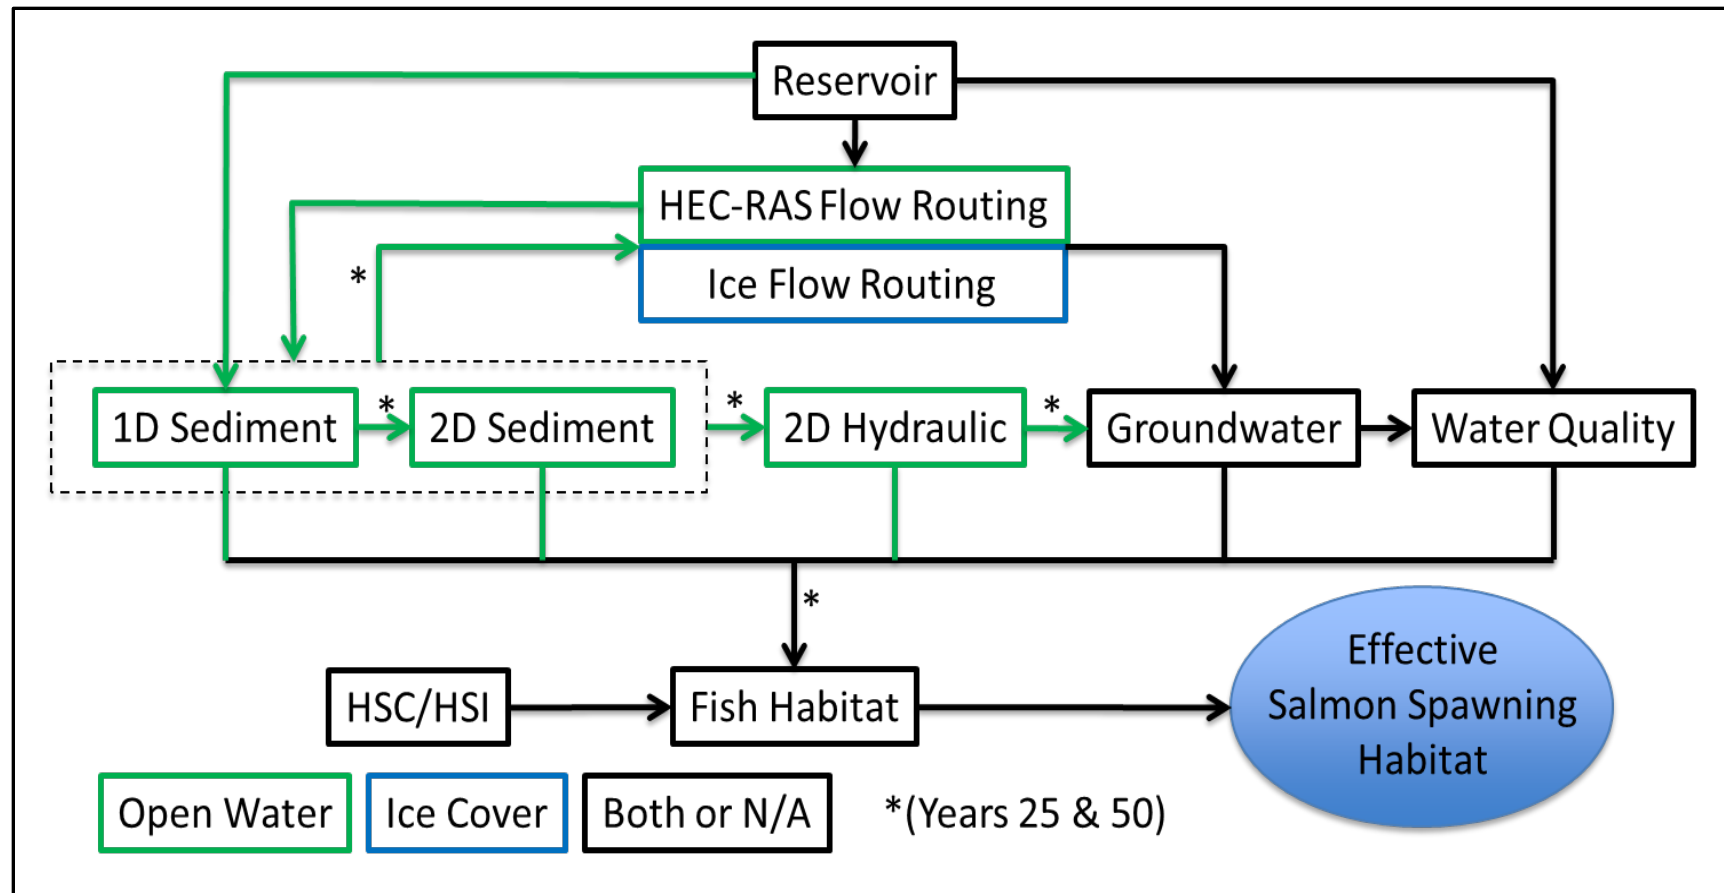 Reservoir
HEC-RAS Flow Routing
*
Ice Flow Routing
1D Sediment
*
2D Sediment
*
2D Hydraulic
*
Groundwater
Water Quality
*
HSC/HSI
Fish Habitat
Effective
Salmon Spawning
Habitat
Open Water
Ice Cover
Both or N/A
*(Years 25 & 50)